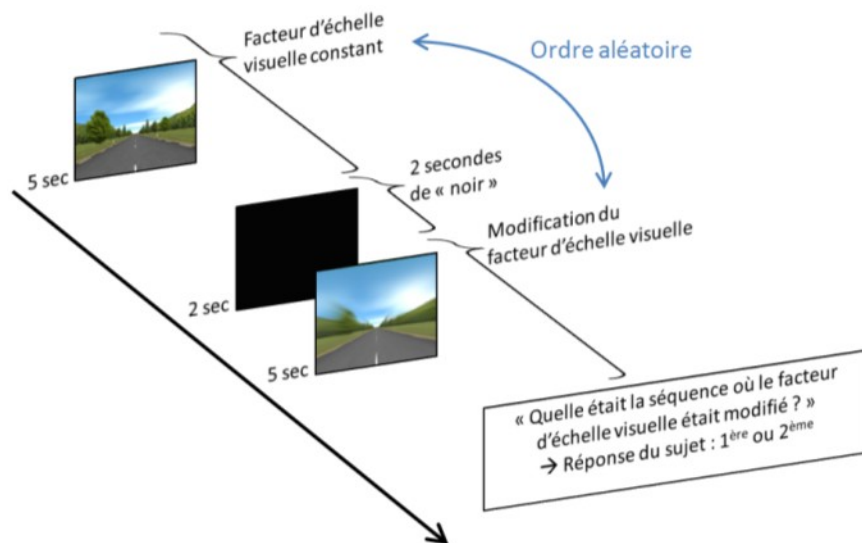 Facteur d'échelle
visuelle constant
Ordre aléatoire
5 sec
2 secondes
de « noir »
Modification du
facteur d'échelle visuelle
2 sec
5 sec
« Quelle était la séquence où le facteur
d'échelle visuelle était modifié ? »
→ Réponse du sujet : 1ère ou 2ème